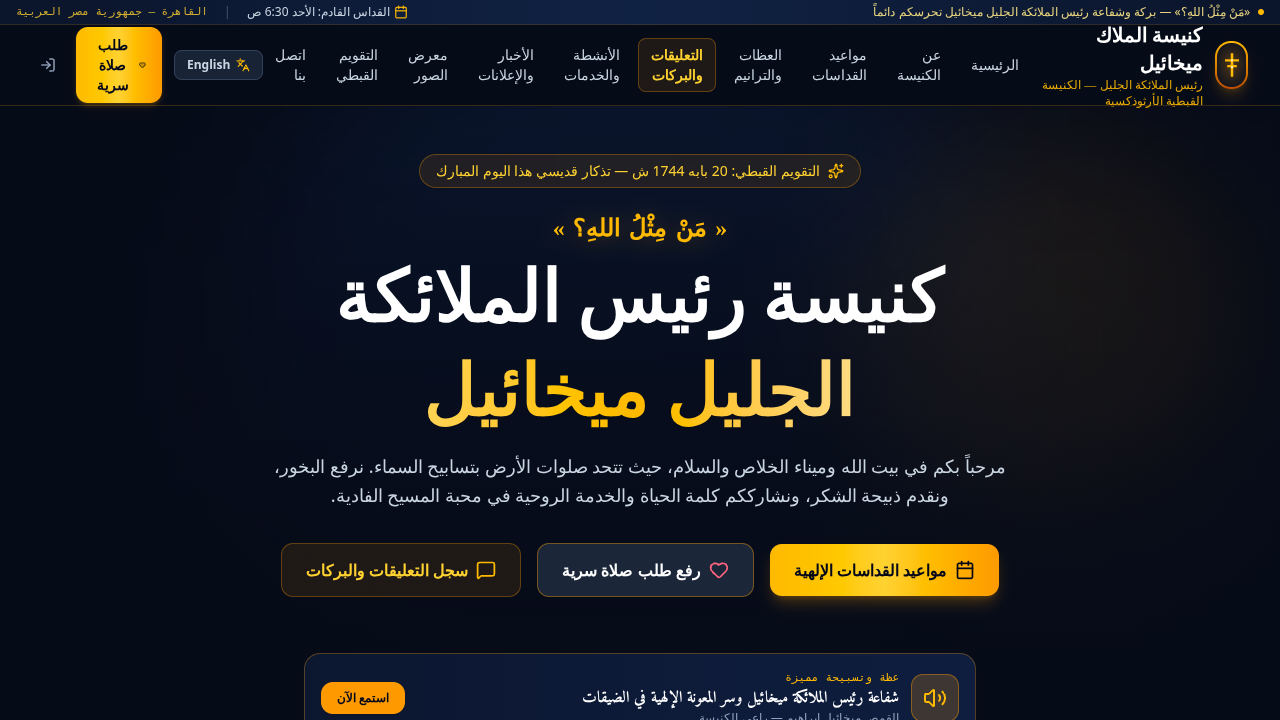 «مَنْ مِثْلُ اللهِ؟» — بركة وشفاعة رئيس الملائكة الجليل ميخائيل تحرسكم دائماً
القداس القادم: الأحد 6:30 ص
القاهرة – جمهورية مصر العربية
كنيسة الملاك
ميخائيل
رئيس الملائكة الجليل — الكنيسة
القبطية الأرثوذكسية
الرئيسية
عن
الكنيسة
مواعيد
القداسات
العظات
والترانيم
التعليقات
والبركات
الأنشطة
والخدمات
الأخبار
والإعلانات
معرض
الصور
التقويم
القبطي
اتصل
بنا
English
طلب
صلاة
سرية
التقويم القبطي: 20 بابه 1744 ش — تذكار قديسي هذا اليوم المبارك
« مَنْ مِثْلُ اللهِ؟ »
كنيسة رئيس الملائكة
الجليل ميخائيل
مرحباً بكم في بيت الله وميناء الخلاص والسلام، حيث تتحد صلوات الأرض بتسابيح السماء. نرفع البخور،
ونقدم ذبيحة الشكر، ونشارككم كلمة الحياة والخدمة الروحية في محبة المسيح الفادية.
مواعيد القداسات الإلهية
رفع طلب صلاة سرية
سجل التعليقات والبركات
عظة وتسبيحة مميزة
شفاعة رئيس الملائكة ميخائيل وسر المعونة الإلهية في الضيقات
القمص ميخائيل إبراهيم — راعي الكنيسة
استمع الآن